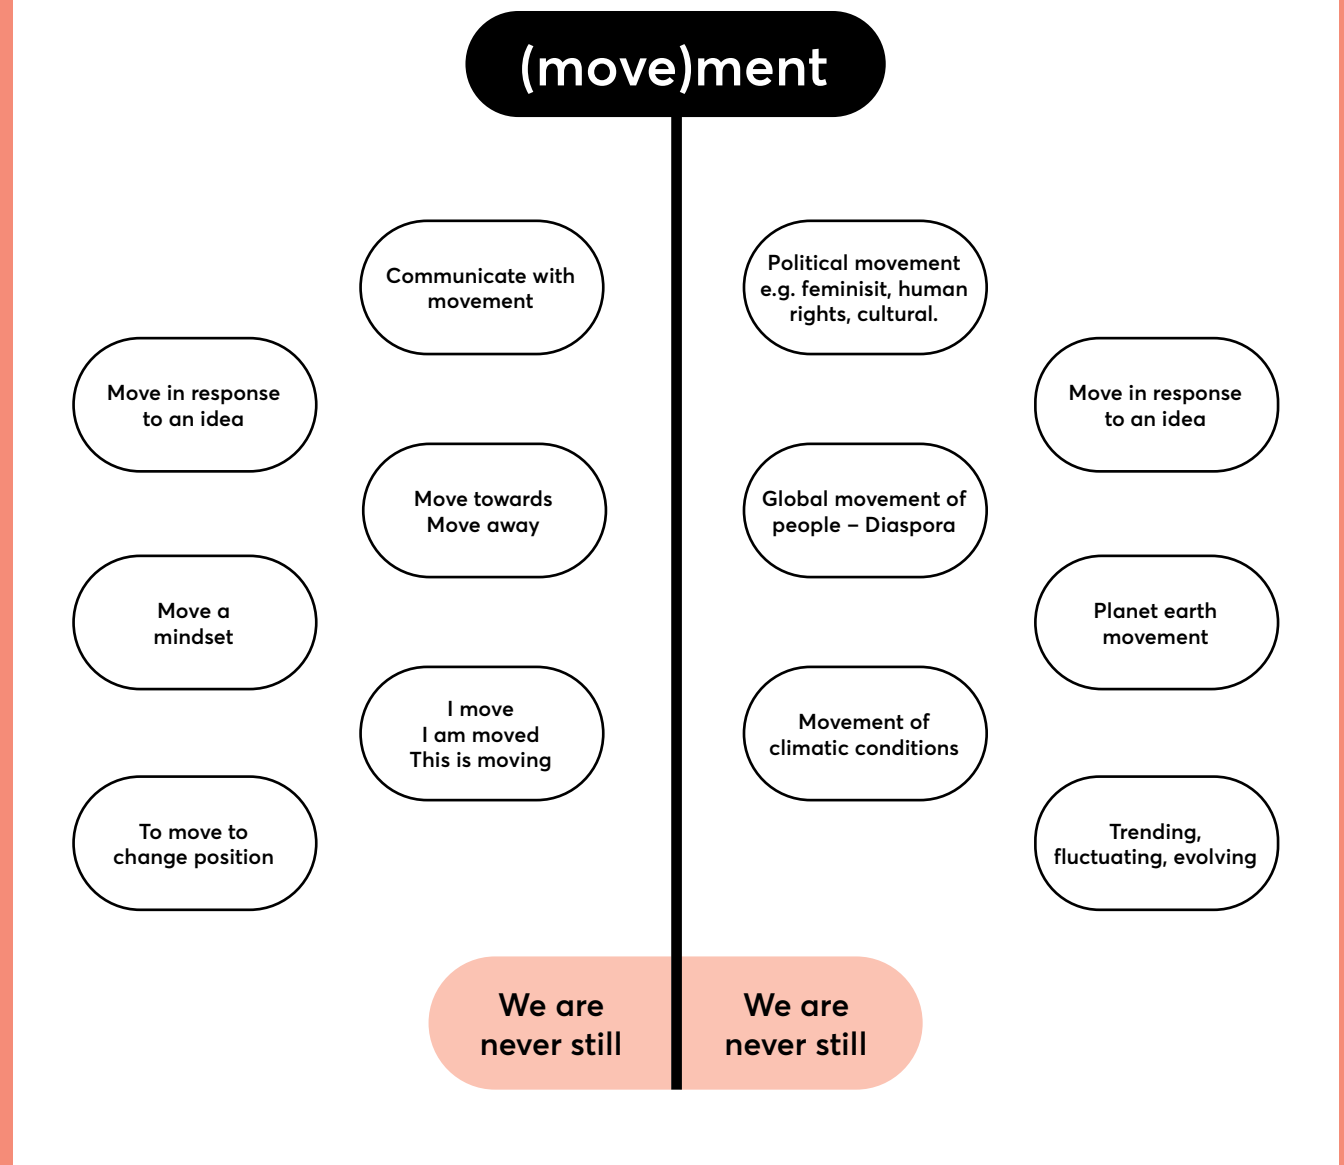 (move)ment
Communicate with
movement
Political movement
e.g. feminisit, human
rights, cultural.
Move in response
to an idea
Move in response
to an idea
Move towards
Move away
Global movement of
people – Diaspora
Move a
mindset
Planet earth
movement
I move
I am moved
This is moving
Movement of
climatic conditions
To move to
change position
Trending,
fluctuating, evolving
We are
never still
We are
never still